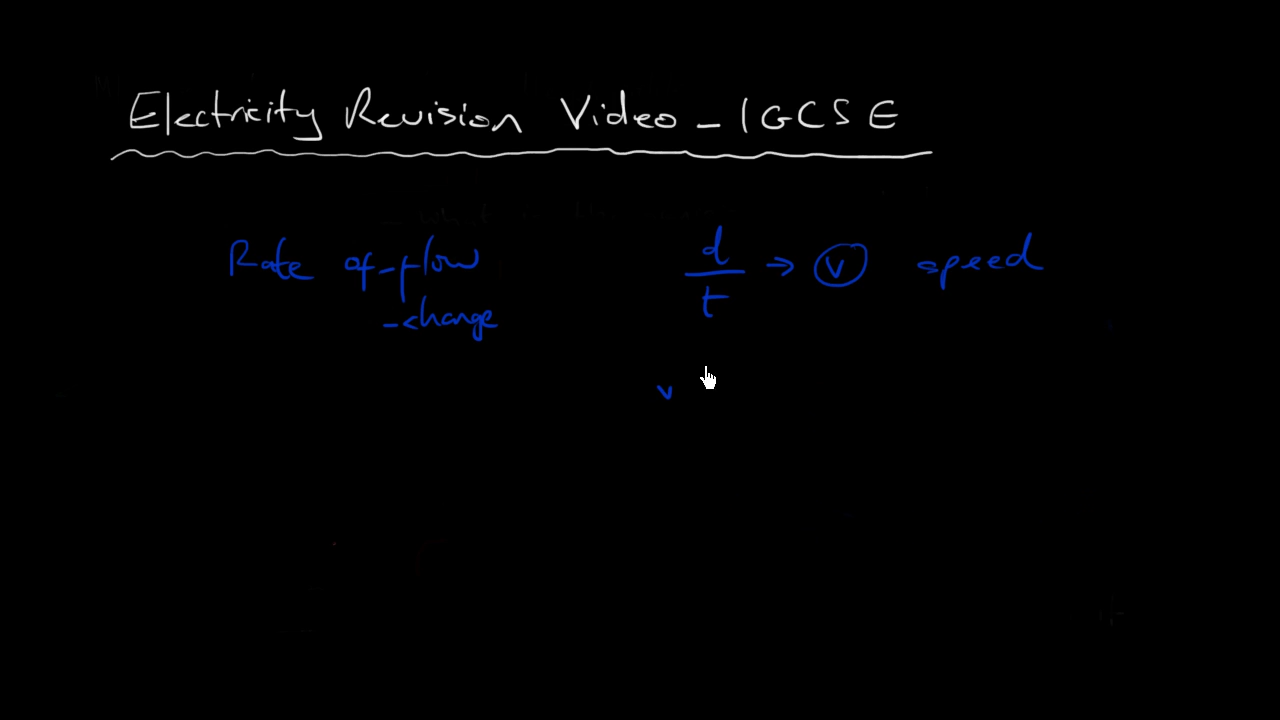 Electricity Revision Video - IGCSE
Rate of - flow
- change
d
t
→ v speed
v